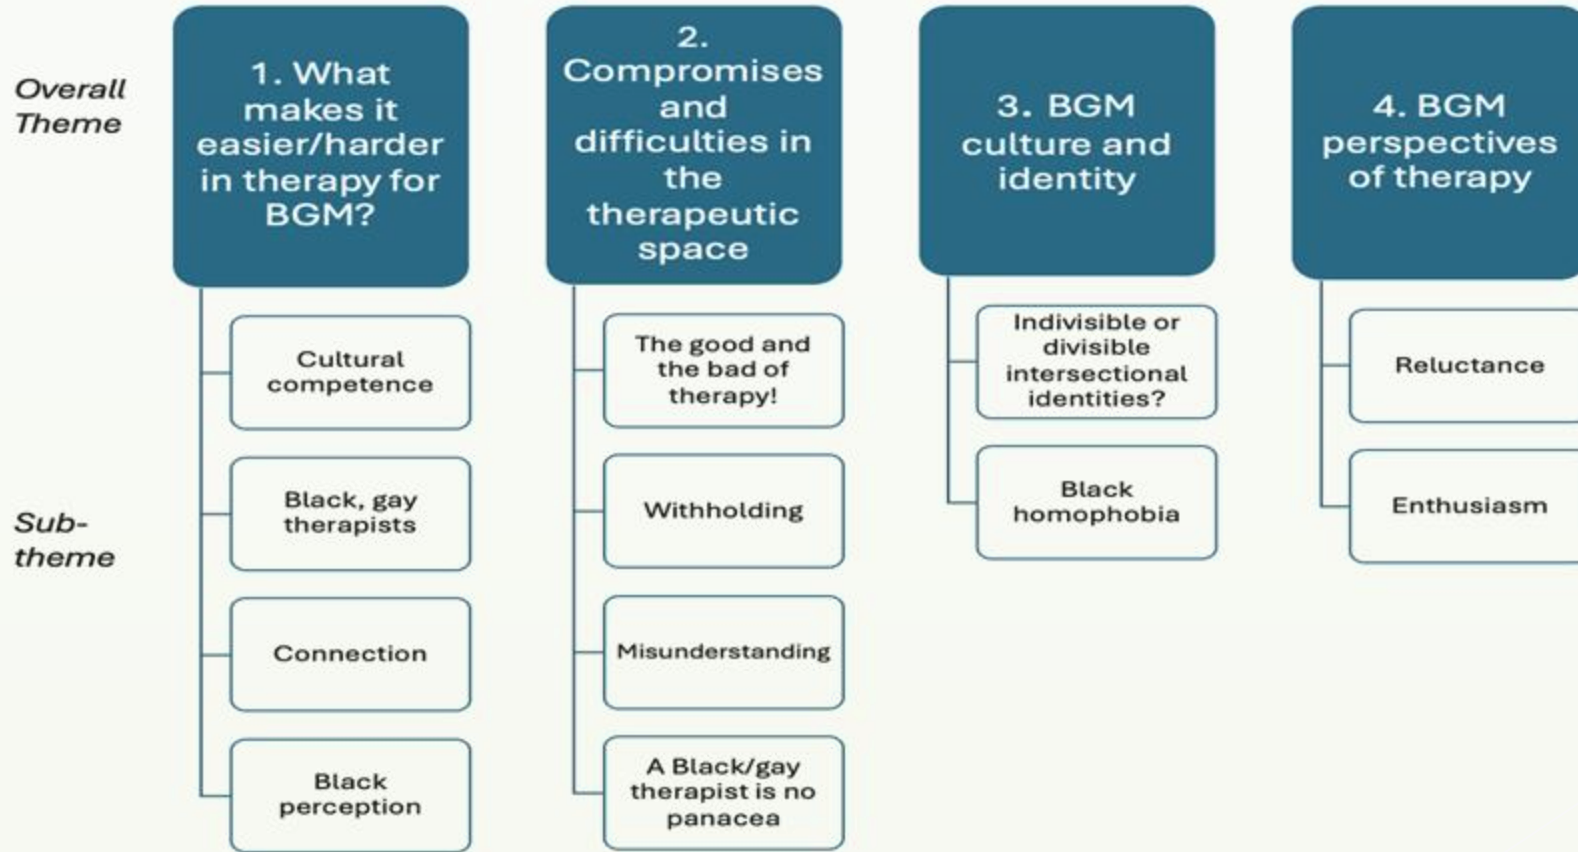 Overall
Theme
1. What
makes it
easier/harder
in therapy for
BGM?
2.
Compromises
and
difficulties in
the
therapeutic
space
3. BGM
culture and
identity
4. BGM
perspectives
of therapy
Sub-
theme
Cultural
competence
Black, gay
therapists
Connection
Black
perception
The good and
the bad of
therapy!
Withholding
Misunderstanding
A Black/gay
therapist is no
panacea
Indivisible or
divisible
intersectional
identities?
Black
homophobia
Reluctance
Enthusiasm